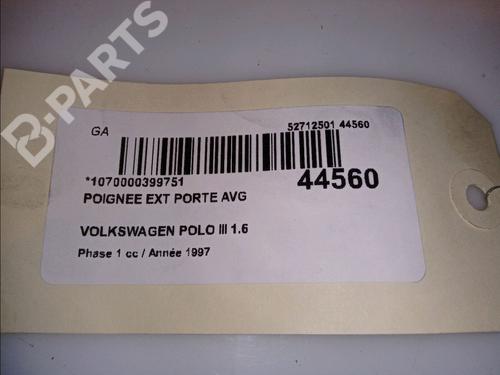 B-PARTS
GA
52712501 44560
*1070000399751
44560
POIGNEE EXT PORTE AVG
VOLKSWAGEN POLO III 1.6
Phase 1 cc / Année 1997